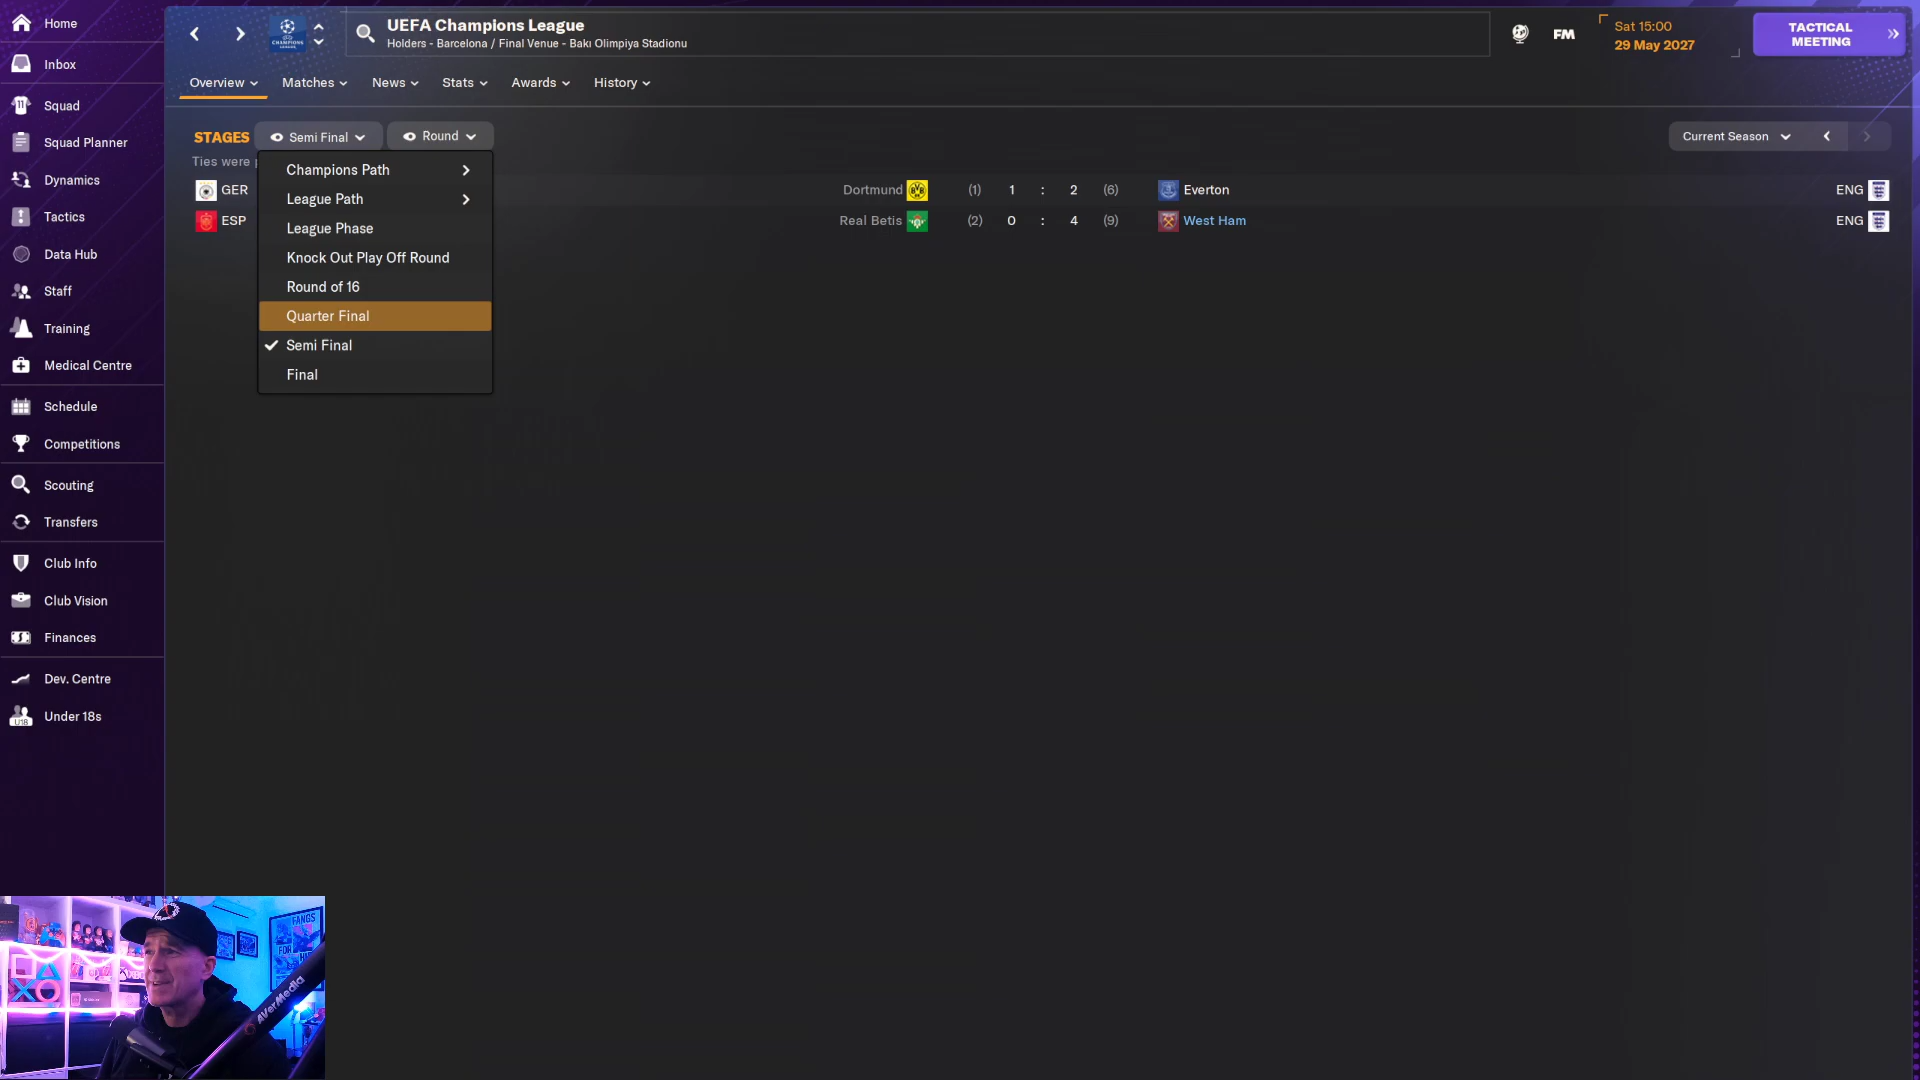 Home
Inbox
Squad
Squad Planner
Dynamics
Tactics
Data Hub
Staff
Training
Medical Centre
Schedule
Competitions
Scouting
Transfers
Club Info
Club Vision
Finances
Dev. Centre
Under 18s
UEFA Champions League
Holders - Barcelona / Final Venue - Bakı Olimpiya Stadionu
FM
Sat 15:00
29 May 2027
TACTICAL MEETING
Overview
Matches
News
Stats
Awards
History
STAGES
Semi Final
Round
Current Season
Ties were
Champions Path
League Path
League Phase
Knock Out Play Off Round
Round of 16
Quarter Final
Semi Final
Final
GER Dortmund (1) 1 : 2 (6) Everton ENG
ESP Real Betis (2) 0 : 4 (9) West Ham ENG
FANGS
FOR
AVerMedia